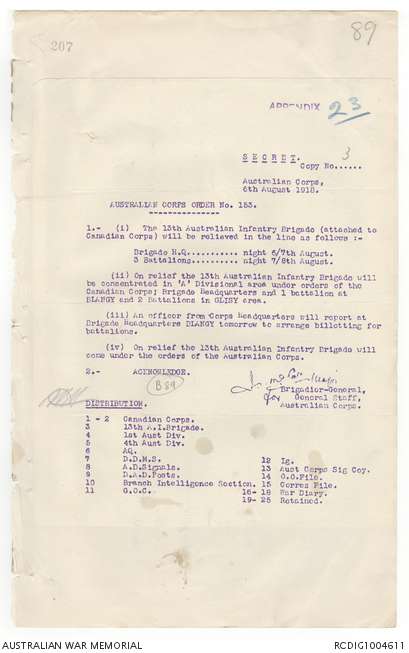 207
89
APPENDIX 23
SECRET.
Copy No...3...
Australian Corps,
6th August 1918.
AUSTRALIAN CORPS ORDER No. 153.
1.- (i) The 13th Australian Infantry Brigade (attached to
Canadian Corps) will be relieved in the line as follows :-
Brigade H.Q........... night 6/7th August.
3 Battalions.......... night 7/8th August.
(ii) On relief the 13th Australian Infantry Brigade will
be concentrated in 'A' Divisional area under orders of the
Canadian Corps; Brigade Headquarters and 1 battalion at
BLANGY and 2 Battalions in GLISY area.
(iii) An officer from Corps Headquarters will report at
Brigade Headquarters BLANGY tomorrow to arrange billetting for
battalions.
(iv) On relief the 13th Australian Infantry Brigade will
come under the orders of the Australian Corps.
2.- ACKNOWLEDGE.
B89
Major
Brigadier-General,
for General Staff,
Australian Corps.
DISTRIBUTION.
1 - 2 Canadian Corps.
3 13th A.I.Brigade.
4 1st Aust Div.
5 4th Aust Div.
6 AQ.
7 D.D.M.S.
8 A.D.Signals.
9 D.A.D.Posts.
10 Branch Intelligence Section.
11 G.O.C.
12 Ig.
13 Aust Corps Sig Coy.
14 O.O.File.
15 Corres File.
16 - 18 War Diary.
19 - 25 Retained.
AUSTRALIAN WAR MEMORIAL
RCDIG1004611